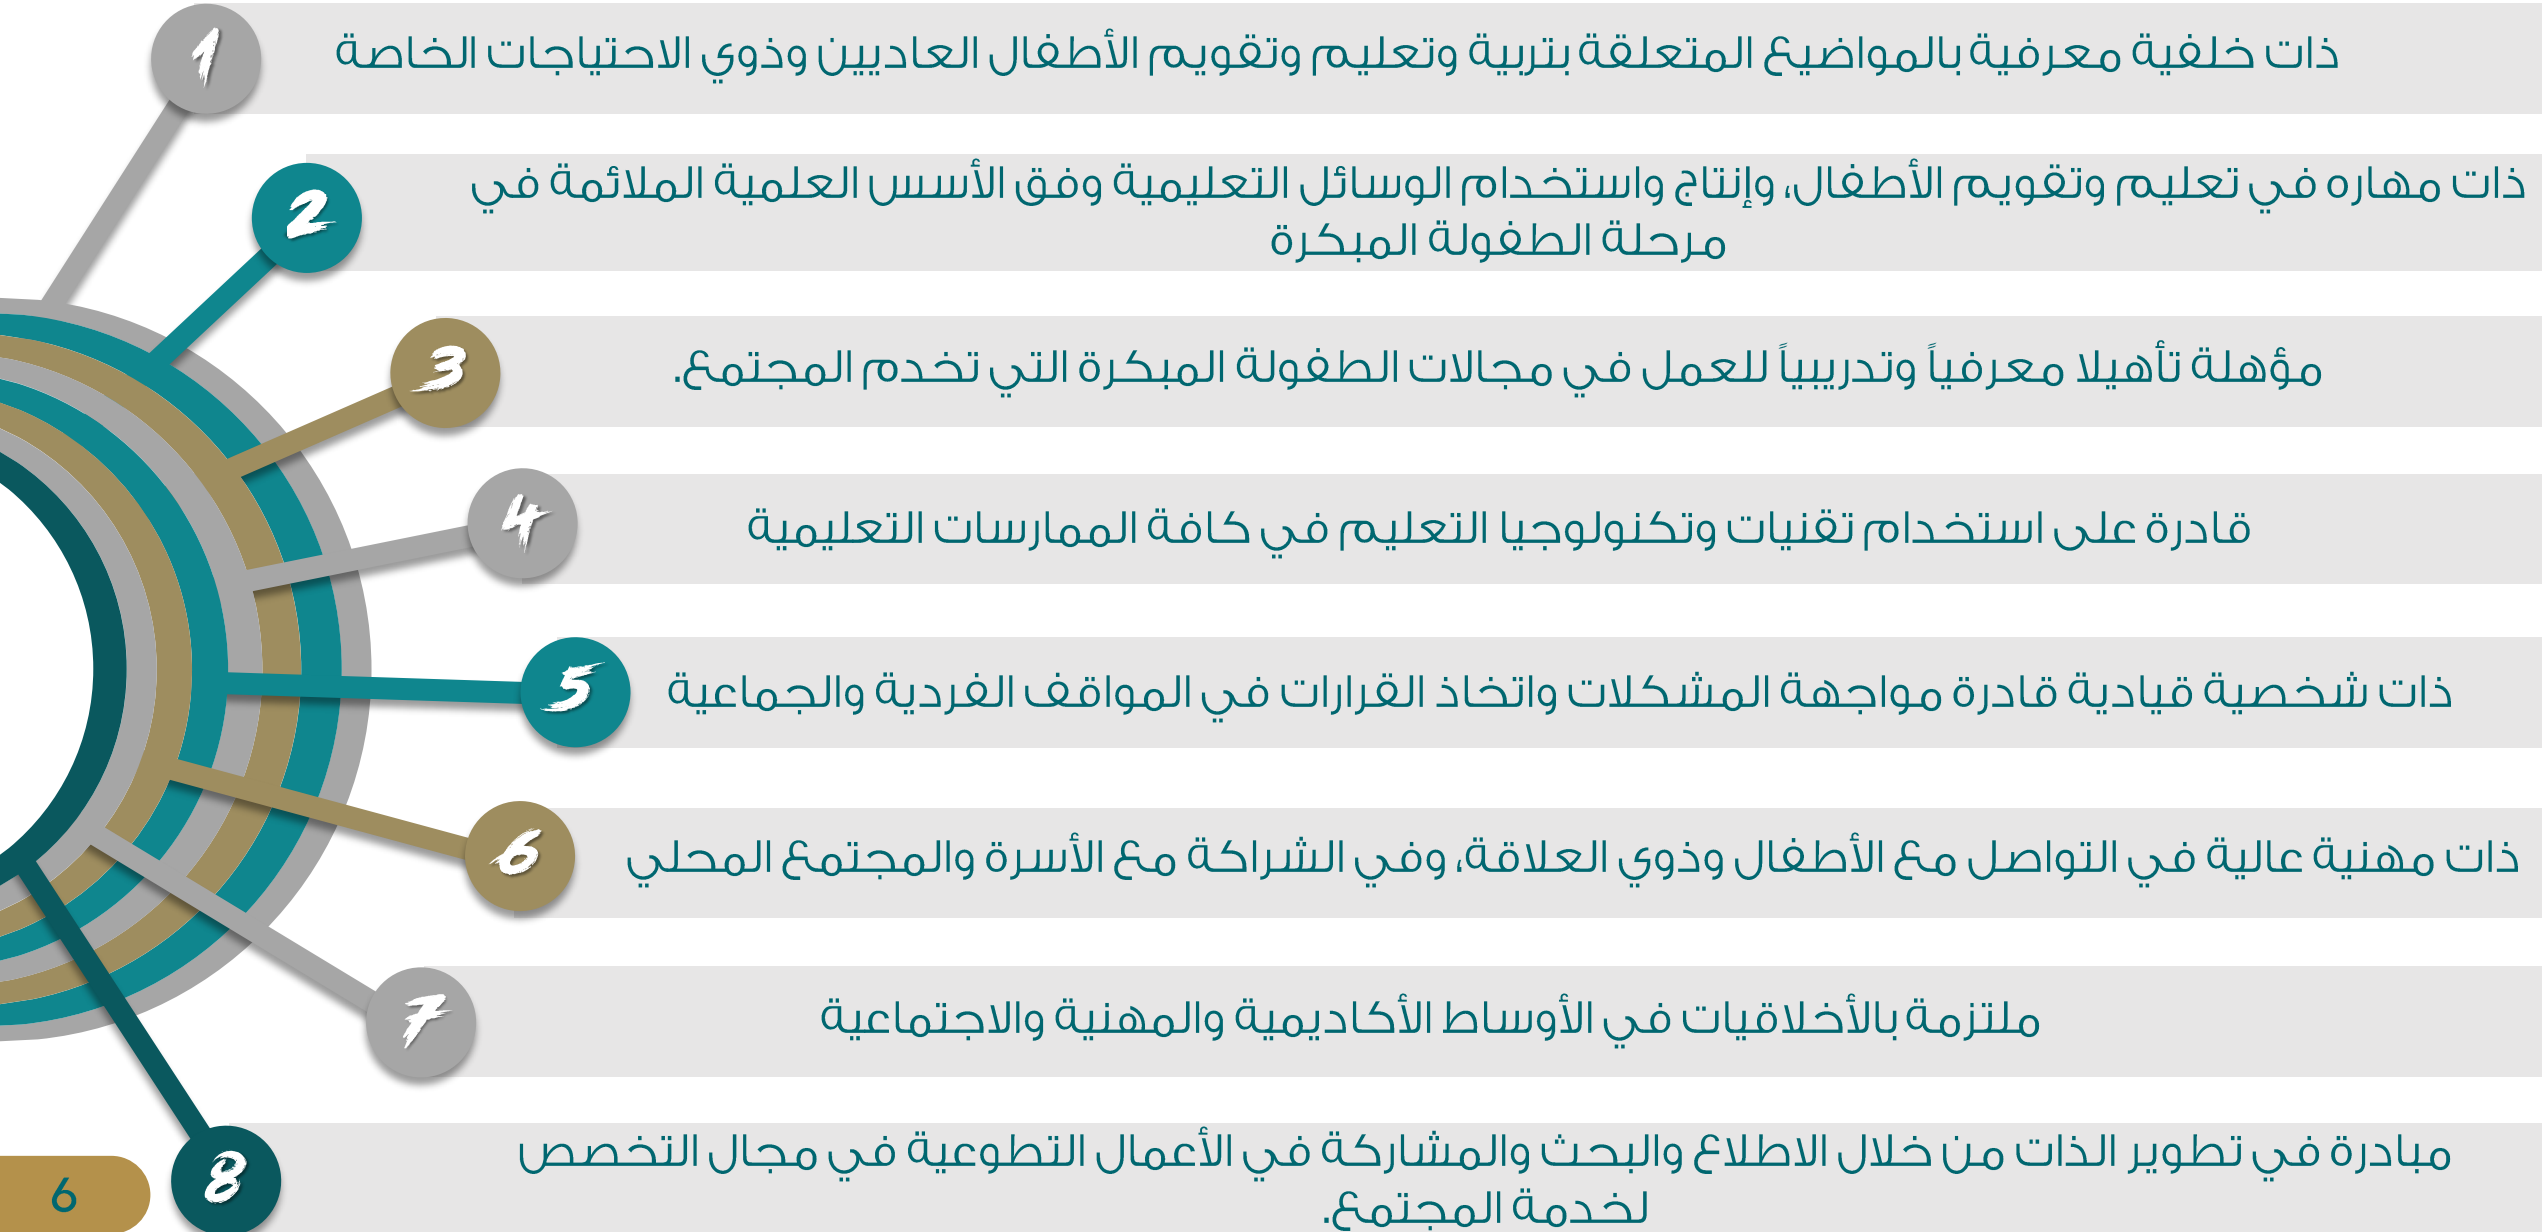 1
ذات خلفية معرفية بالمواضيع المتعلقة بتربية وتعليم وتقويم الأطفال العاديين وذوي الاحتياجات الخاصة
2
ذات مهاره في تعليم وتقويم الأطفال، وإنتاج واستخدام الوسائل التعليمية وفق الأسس العلمية الملائمة في
مرحلة الطفولة المبكرة
3
مؤهلة تأهيلا معرفياً وتدريبياً للعمل في مجالات الطفولة المبكرة التي تخدم المجتمع.
4
قادرة على استخدام تقنيات وتكنولوجيا التعليم في كافة الممارسات التعليمية
5
ذات شخصية قيادية قادرة مواجهة المشكلات واتخاذ القرارات في المواقف الفردية والجماعية
6
ذات مهنية عالية في التواصل مع الأطفال وذوي العلاقة، وفي الشراكة مع الأسرة والمجتمع المحلي
7
ملتزمة بالأخلاقيات في الأوساط الأكاديمية والمهنية والاجتماعية
8
مبادرة في تطوير الذات من خلال الاطلاع والبحث والمشاركة في الأعمال التطوعية في مجال التخصص
لخدمة المجتمع.
6